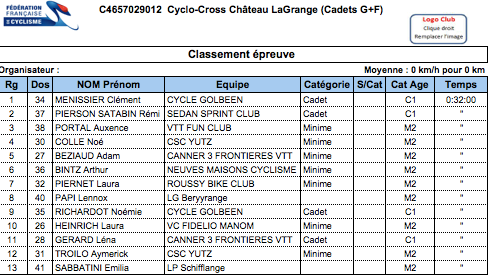 FÉDÉRATION
FRANÇAISE
DE CYCLISME
C4657029012 Cyclo-Cross Château LaGrange (Cadets G+F)
Logo Club
Clique droit
Remplacer l'image
Classement épreuve
Organisateur : Moyenne : 0 km/h pour 0 km
Rg Dos NOM Prénom Equipe Catégorie S/Cat Cat Age Temps
1 34 MENISSIER Clément CYCLE GOLBEEN Cadet C1 0:32:00
2 37 PIERSON SATABIN Rémi SEDAN SPRINT CLUB Cadet C1 "
3 38 PORTAL Auxence VTT FUN CLUB Minime M2 "
4 30 COLLE Noé CSC YUTZ Minime M2 "
5 27 BEZIAUD Adam CANNER 3 FRONTIERES VTT Minime M2 "
6 36 BINTZ Arthur NEUVES MAISONS CYCLISME Minime M2 "
7 32 PIERNET Laura ROUSSY BIKE CLUB Minime M2 "
8 40 PAPI Lennox LG Beryyrange M2 "
9 35 RICHARDOT Noémie CYCLE GOLBEEN Cadet C1 "
10 26 HEINRICH Laura VC FIDELIO MANOM Minime M2 "
11 28 GERARD Léna CANNER 3 FRONTIERES VTT Cadet C1 "
12 31 TROILO Aymerick CSC YUTZ Minime M2 "
13 41 SABBATINI Emilia LP Schifflange M2 "